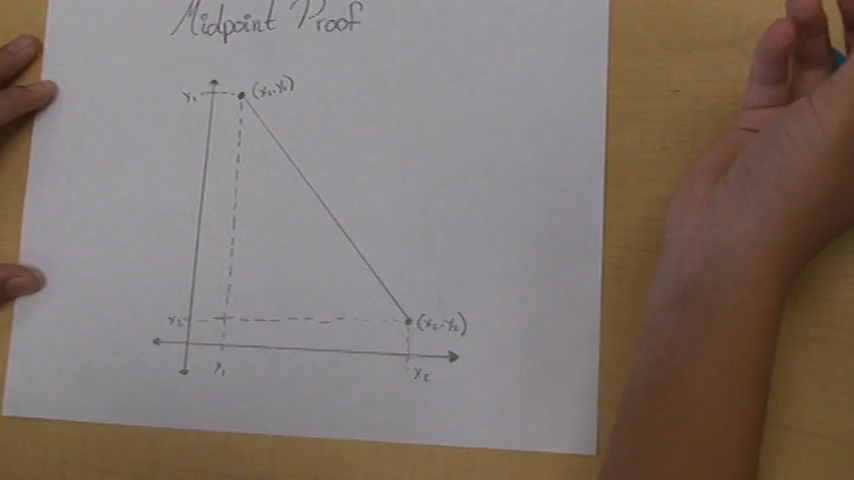 Midpoint Proof
y₁ (x₁, y₁)
y₂ (x₂, y₂)
x₁ x₂